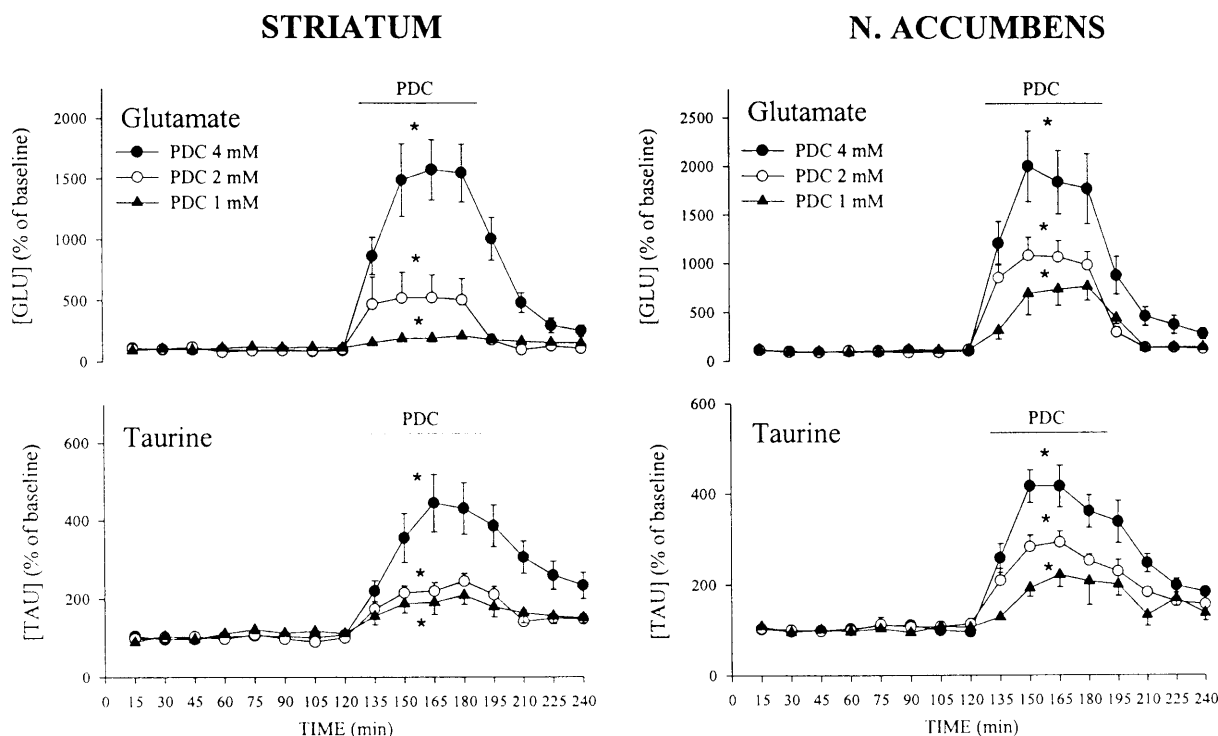 STRIATUM
N. ACCUMBENS
PDC
Glutamate
PDC 4 mM
PDC 2 mM
PDC 1 mM
[GLU] (% of baseline)
2000
1500
1000
500
0
PDC
Glutamate
PDC 4 mM
PDC 2 mM
PDC 1 mM
[GLU] (% of baseline)
2500
2000
1500
1000
500
0
PDC
Taurine
[TAU] (% of baseline)
600
400
200
0
0 15 30 45 60 75 90 105 120 135 150 165 180 195 210 225 240
TIME (min)
PDC
Taurine
[TAU] (% of baseline)
600
400
200
0
0 15 30 45 60 75 90 105 120 135 150 165 180 195 210 225 240
TIME (min)